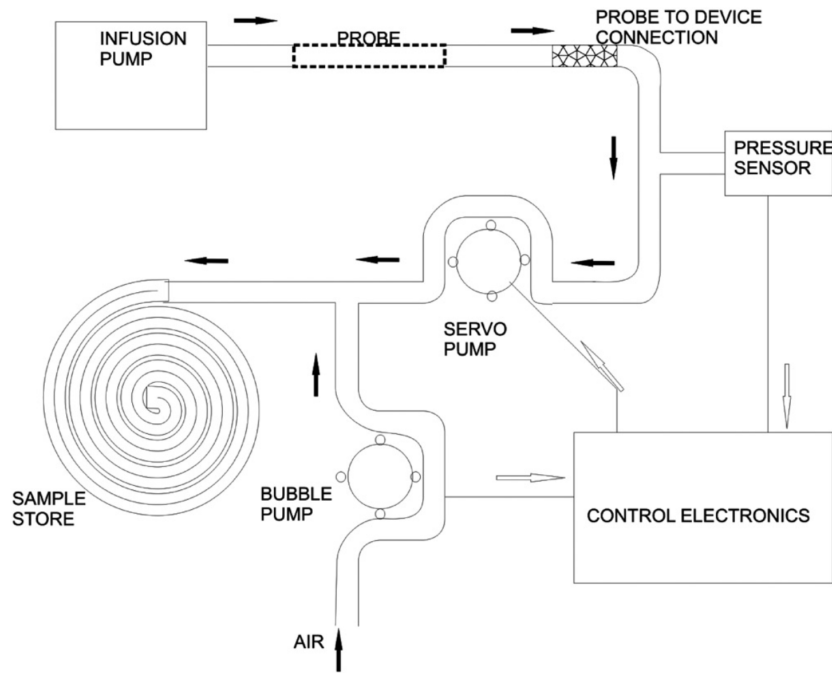 INFUSION
PUMP
PROBE
PROBE TO DEVICE
CONNECTION
PRESSURE
SENSOR
SERVO
PUMP
SAMPLE
STORE
BUBBLE
PUMP
CONTROL ELECTRONICS
AIR